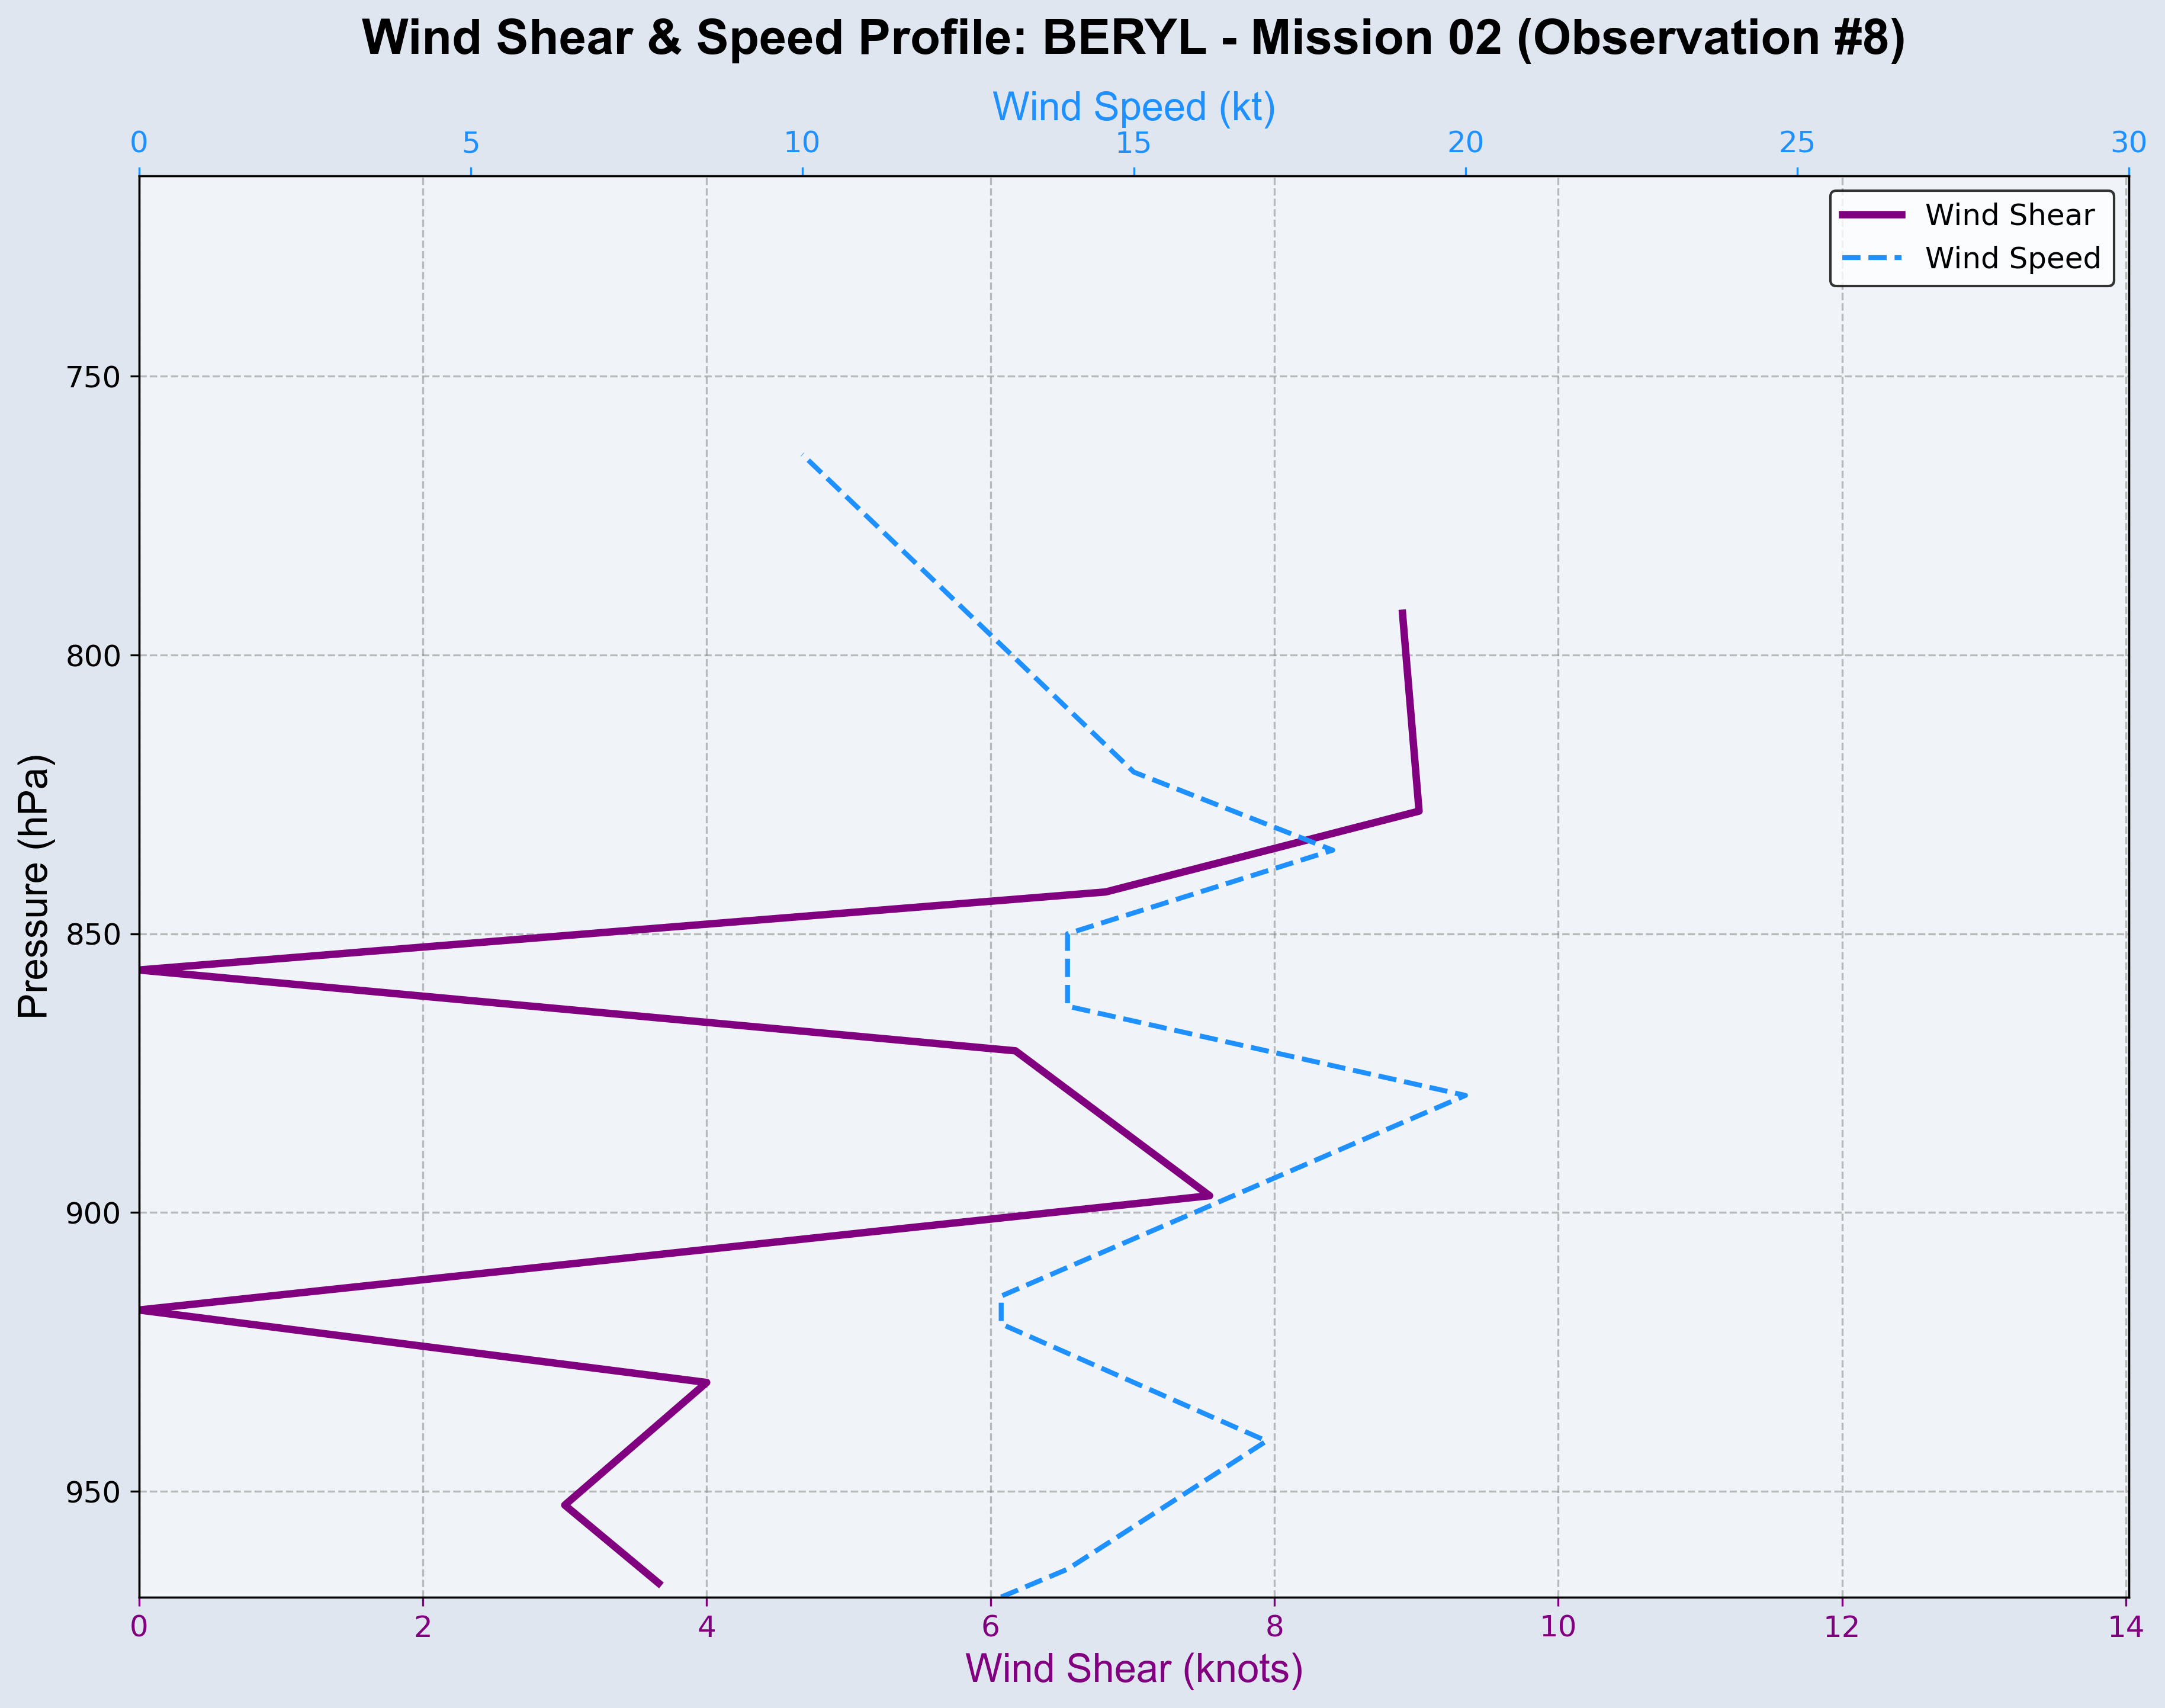 Wind Shear & Speed Profile: BERYL - Mission 02 (Observation #8)
Wind Speed (kt)
0 5 10 15 20 25 30
Wind Shear
Wind Speed
750
800
850
900
950
Pressure (hPa)
0 2 4 6 8 10 12 14
Wind Shear (knots)